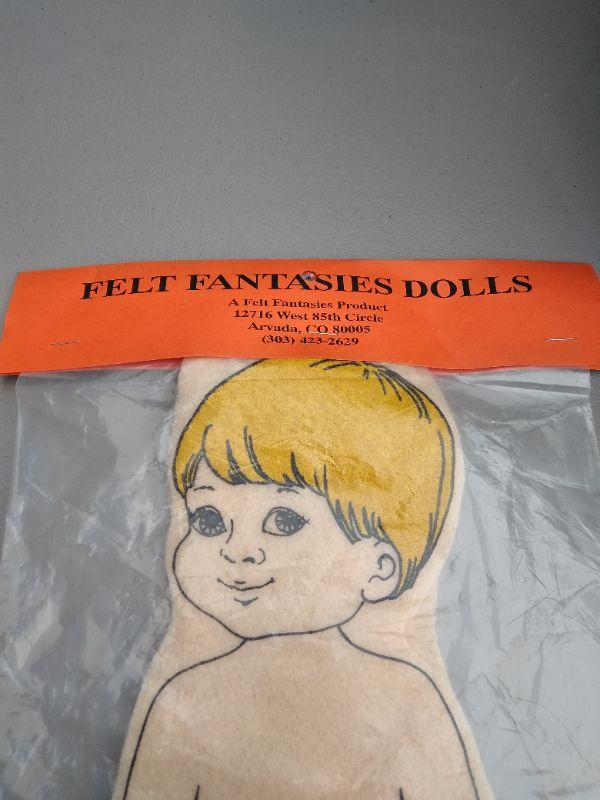 FELT FANTASIES DOLLS
A Felt Fantasies Product
12716 West 85th Circle
Arvada, CO 80005
(303) 423-2629